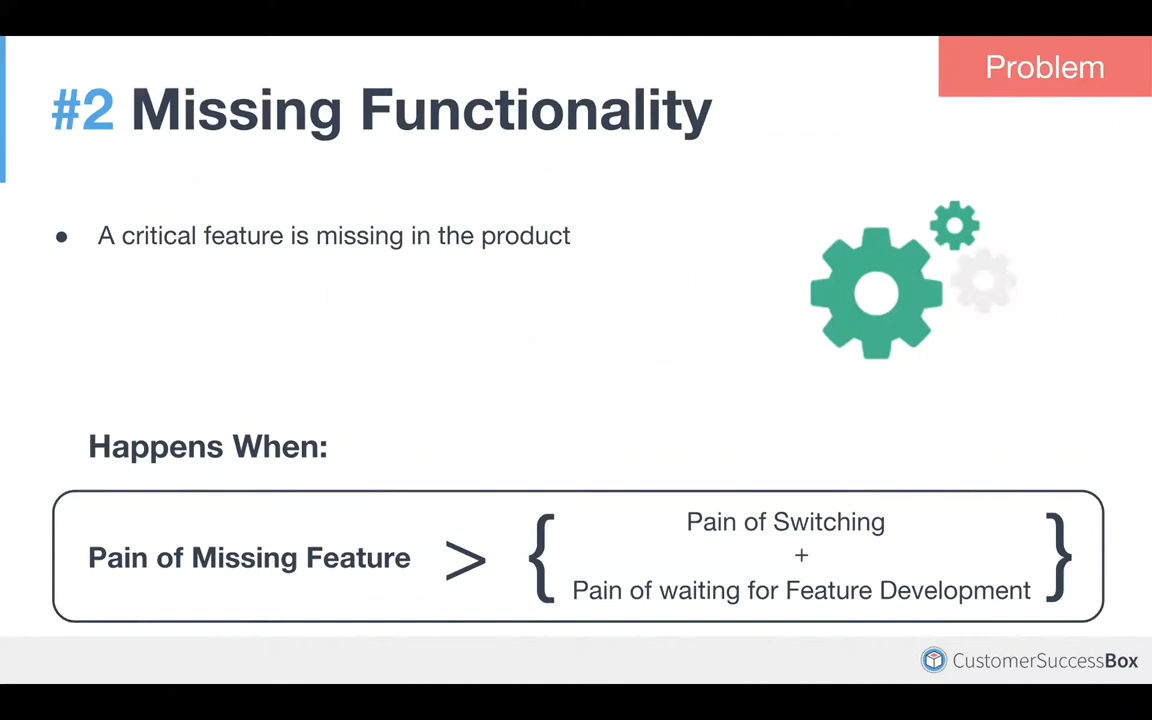 Problem
#2 Missing Functionality
● A critical feature is missing in the product
Happens When:
Pain of Missing Feature > { Pain of Switching
+
Pain of waiting for Feature Development }
CustomerSuccessBox